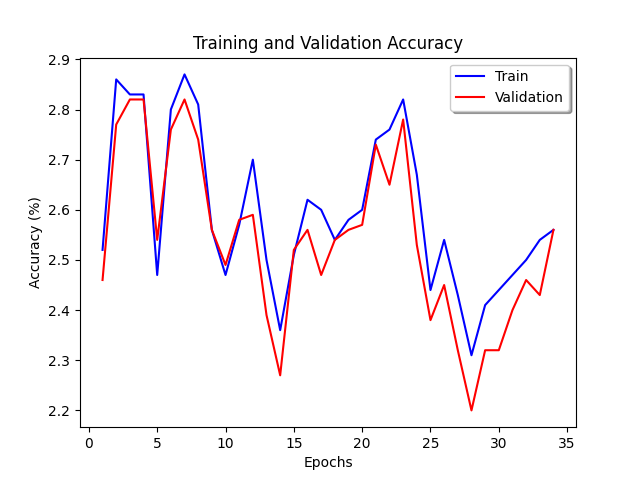 Training and Validation Accuracy
Train
Validation
Accuracy (%)
2.9
2.8
2.7
2.6
2.5
2.4
2.3
2.2
0 5 10 15 20 25 30 35
Epochs